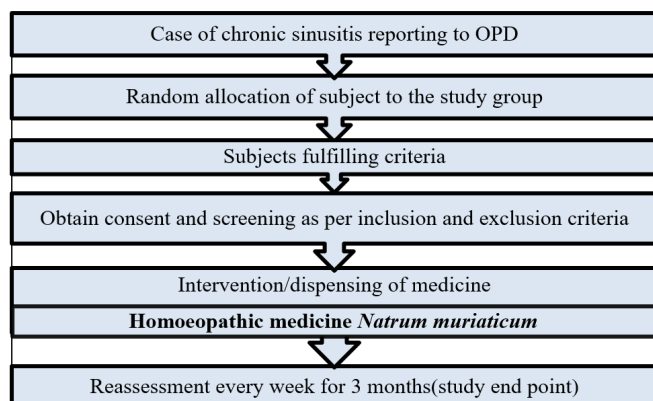 Case of chronic sinusitis reporting to OPD
Random allocation of subject to the study group
Subjects fulfilling criteria
Obtain consent and screening as per inclusion and exclusion criteria
Intervention/dispensing of medicine
Homoeopathic medicine Natrum muriaticum
Reassessment every week for 3 months(study end point)